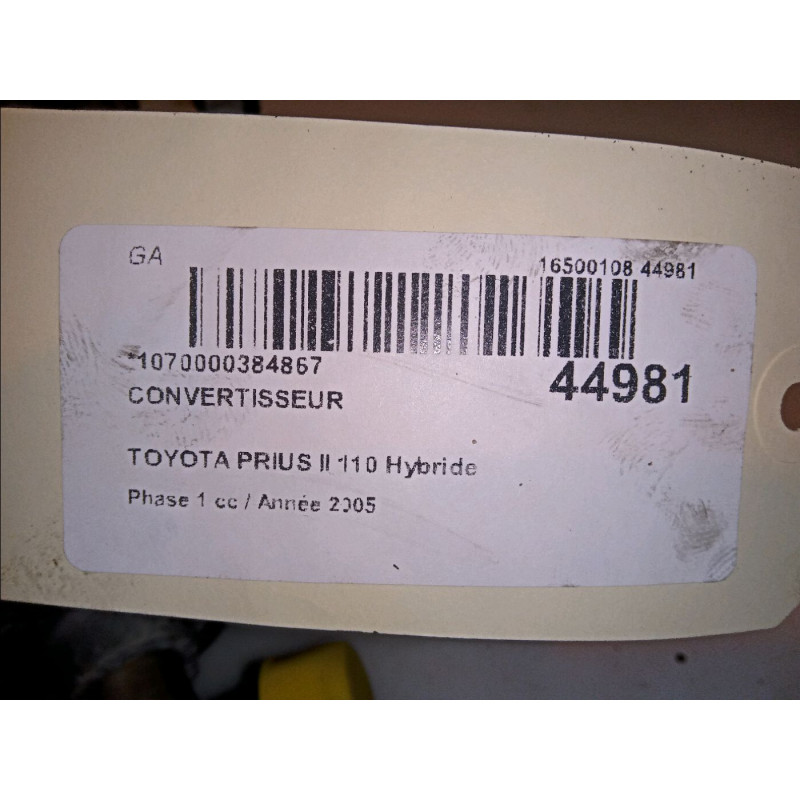 GA
16500108 44981
*1070000384867
44981
CONVERTISSEUR
TOYOTA PRIUS II 110 Hybride
Phase 1 cc / Année 2005